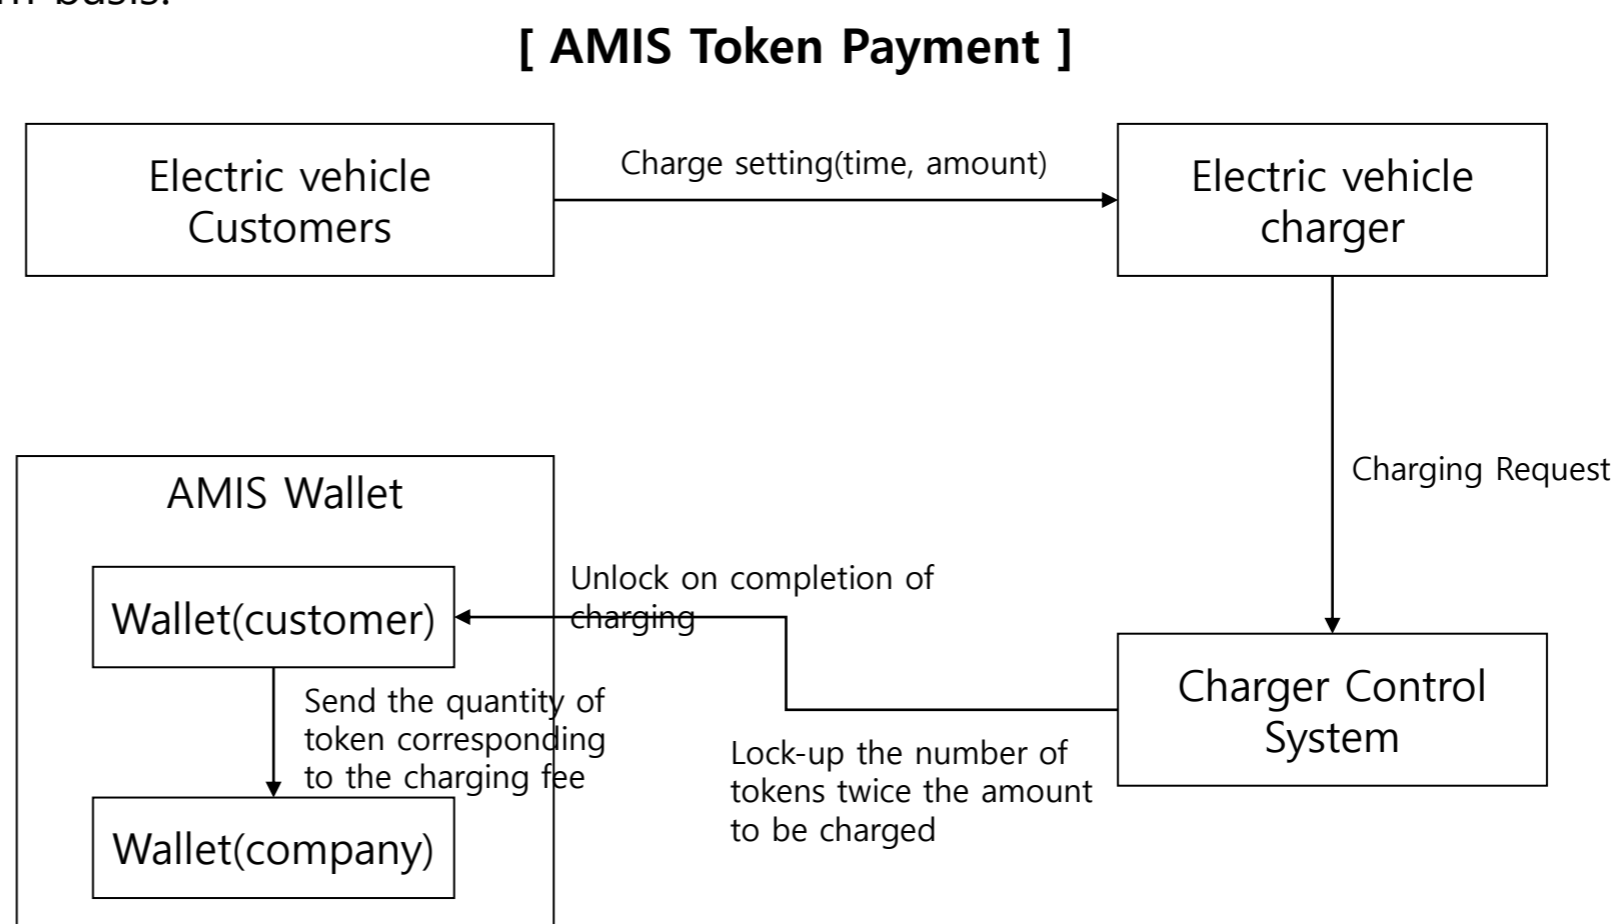 basis.
[ AMIS Token Payment ]
Electric vehicle
Customers
Charge setting(time, amount)
Electric vehicle
charger
Charging Request
AMIS Wallet
Unlock on completion of
charging
Wallet(customer)
Send the quantity of
token corresponding
to the charging fee
Charger Control
System
Lock-up the number of
tokens twice the amount
to be charged
Wallet(company)